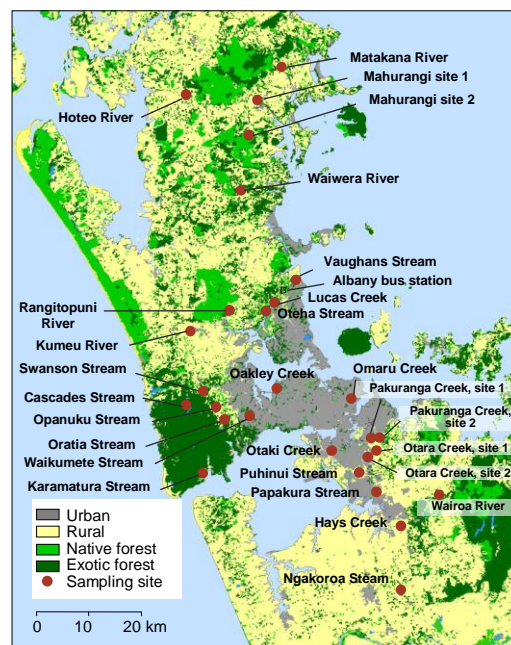 Matakana River
Mahurangi site 1
Hoteo River
Mahurangi site 2
Waiwera River
Vaughans Stream
Albany bus station
Lucas Creek
Rangitopuni
River
Oteha Stream
Kumeu River
Swanson Stream
Oakley Creek
Omaru Creek
Pakuranga Creek, site 1
Cascades Stream
Pakuranga Creek,
site 2
Opanuku Stream
Oratia Stream
Otaki Creek
Otara Creek, site 1
Waikumete Stream
Puhinui Stream
Otara Creek, site 2
Karamatura Stream
Papakura Stream
Wairoa River
Urban
Rural
Native forest
Exotic forest
Sampling site
Hays Creek
Ngakoroa Steam
0 20 km